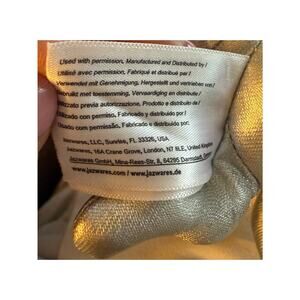 Used with permission. Manufactured and Distributed by /
Utilisé avec permission. Fabriqué et distribué par /
Verwendet mit Genehmigung. Hergestellt und vertrieben von /
Gebruikt met toestemming. Vervaardiging en distributie /
Utilizzato previa autorizzazione. Prodotto e distribuito da /
Utilizado con permiso. Fabricado y distribuido por /
Usado com permissão. Fabricado e distribuído por:
Jazwares, LLC., Sunrise, FL 33326, USA.
Jazwares, 16A Crane Grove, London, N7 8LE, United Kingdom
Jazwares GmbH, Mina-Rees-Str. 8, 64295 Darmstadt,
www.jazwares.com / www.jazwares.de